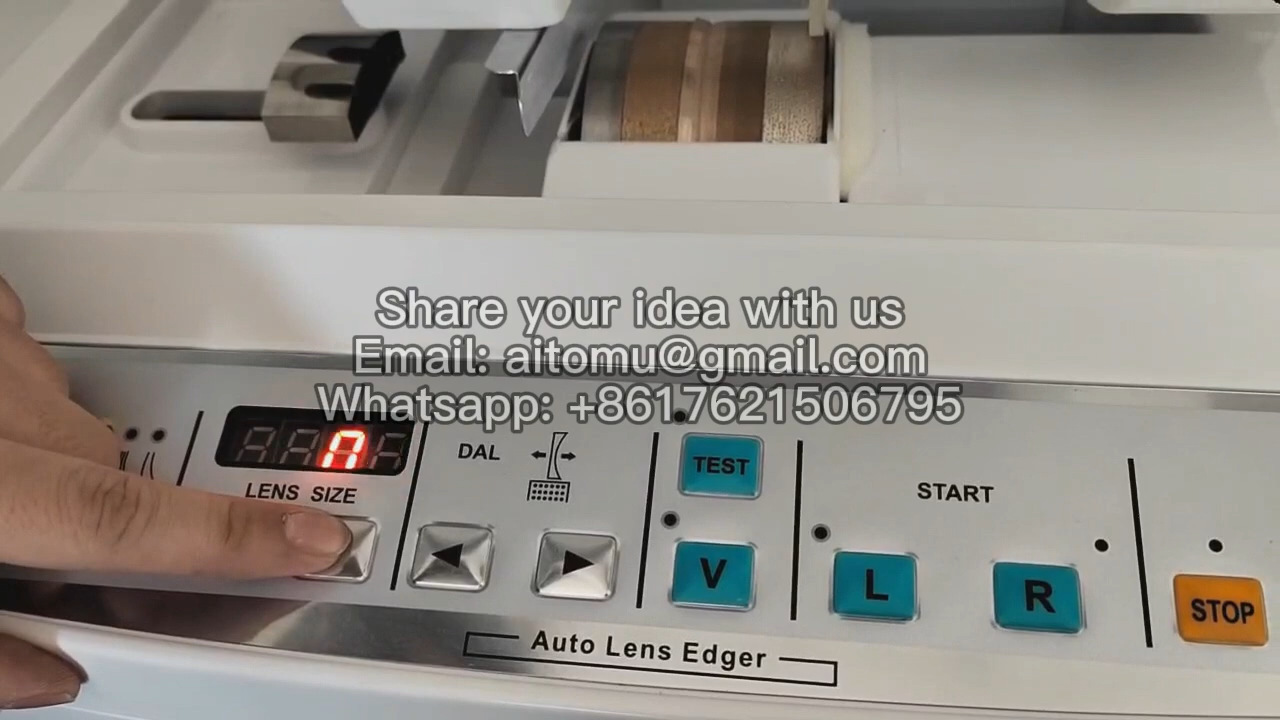 Share your idea with us
Email: aitomu@gmail.com
Whatsapp: +8617621506795
LENS SIZE
DAL
TEST
START
V
L
R
STOP
Auto Lens Edger